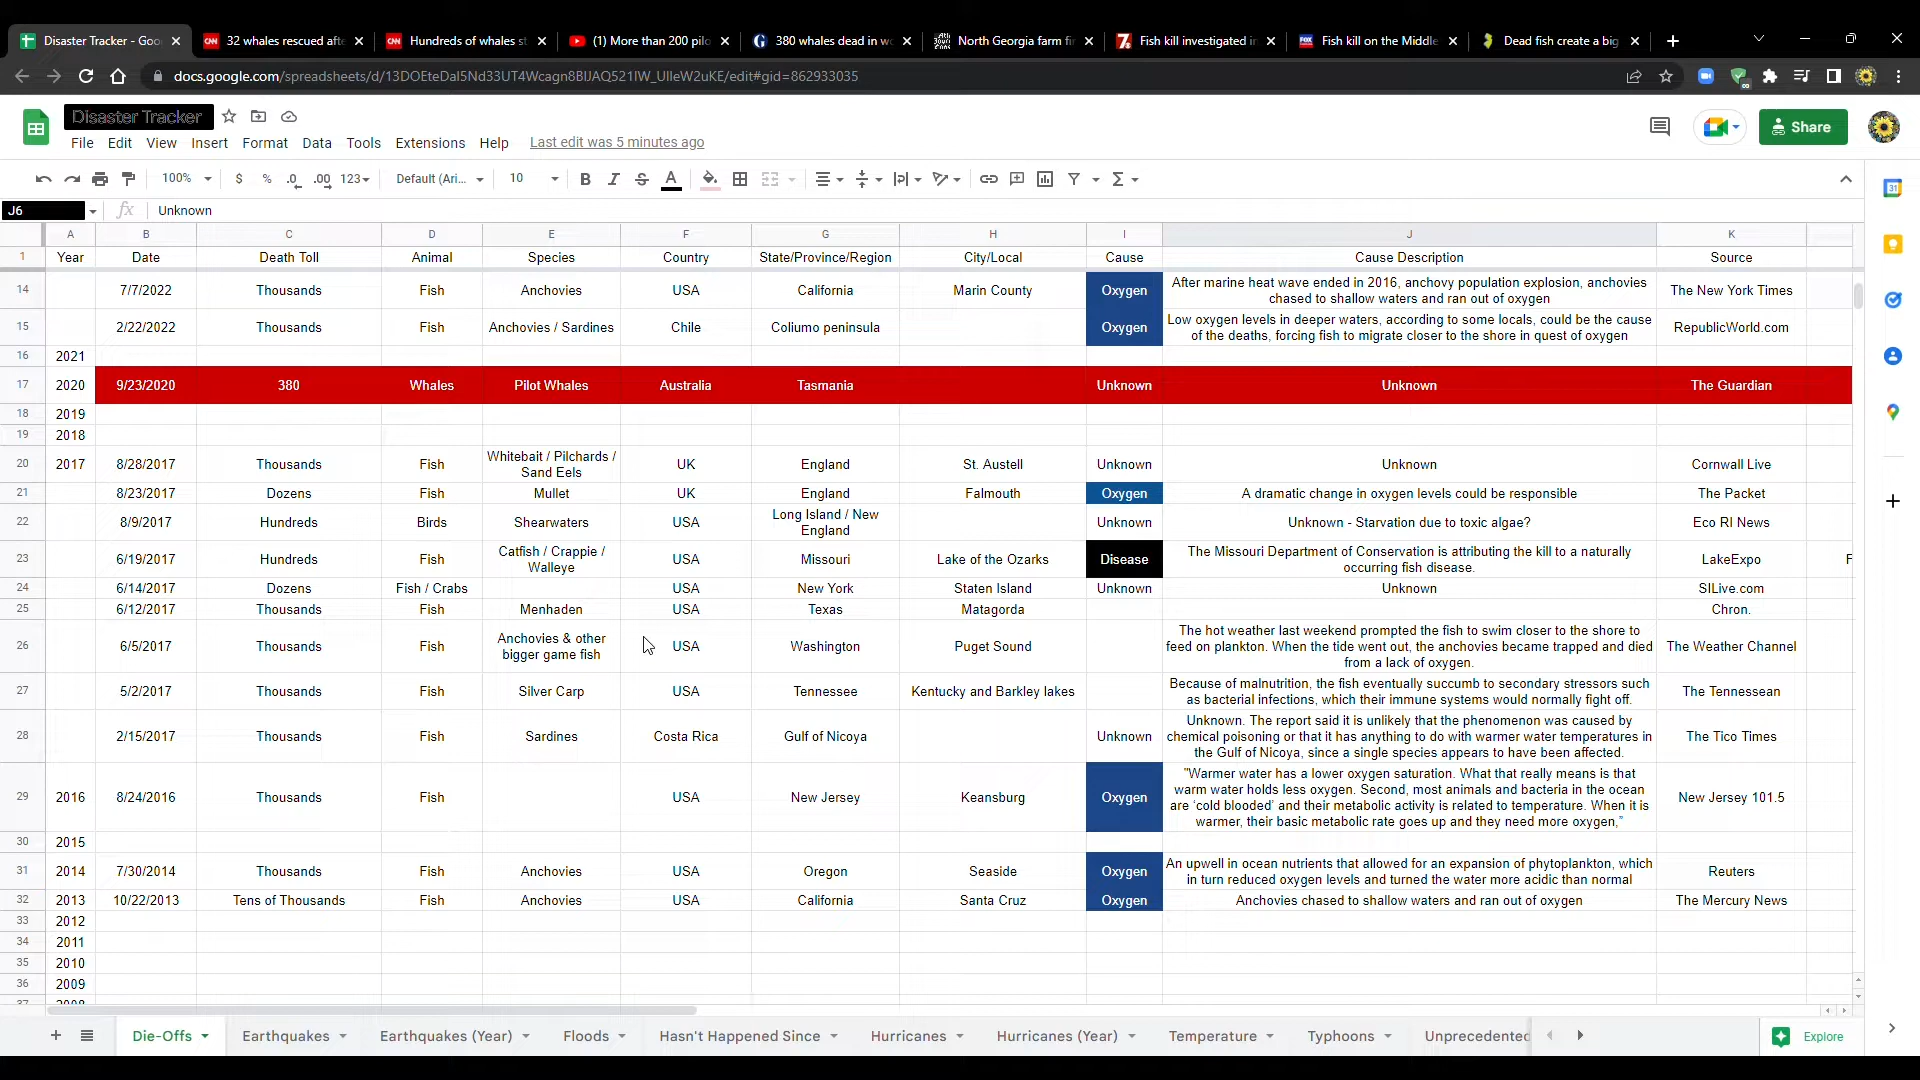 Disaster Tracker - Goo
32 whales rescued afte
Hundreds of whales st
(1) More than 200 pilo
380 whales dead in wo
North Georgia farm fi
Fish kill investigated in
Fish kill on the Middle
Dead fish create a big
docs.google.com/spreadsheets/d/13DOEteDal5Nd33UT4Wcagn8BlJAQ521lW_UlleW2uKE/edit#gid=862933035
Disaster Tracker
File Edit View Insert Format Data Tools Extensions Help Last edit was 5 minutes ago
Share
100% $ % .0 .00 123 Default (Ari... 10 B I S A
J6 fx Unknown
A B C D E F G H I J K
1 Year Date Death Toll Animal Species Country State/Province/Region City/Local Cause Cause Description Source
14 7/7/2022 Thousands Fish Anchovies USA California Marin County Oxygen After marine heat wave ended in 2016, anchovy population explosion, anchovies
chased to shallow waters and ran out of oxygen The New York Times
15 2/22/2022 Thousands Fish Anchovies / Sardines Chile Coliumo peninsula Oxygen Low oxygen levels in deeper waters, according to some locals, could be the cause
of the deaths, forcing fish to migrate closer to the shore in quest of oxygen RepublicWorld.com
16 2021
17 2020 9/23/2020 380 Whales Pilot Whales Australia Tasmania Unknown Unknown The Guardian
18 2019
19 2018
20 2017 8/28/2017 Thousands Fish Whitebait / Pilchards /
Sand Eels UK England St. Austell Unknown Unknown Cornwall Live
21 8/23/2017 Dozens Fish Mullet UK England Falmouth Oxygen A dramatic change in oxygen levels could be responsible The Packet
22 8/9/2017 Hundreds Birds Shearwaters USA Long Island / New
England Unknown Unknown - Starvation due to toxic algae? Eco RI News
23 6/19/2017 Hundreds Fish Catfish / Crappie /
Walleye USA Missouri Lake of the Ozarks Disease The Missouri Department of Conservation is attributing the kill to a naturally
occurring fish disease. LakeExpo F
24 6/14/2017 Dozens Fish / Crabs USA New York Staten Island Unknown Unknown SILive.com
25 6/12/2017 Thousands Fish Menhaden USA Texas Matagorda Chron.
26 6/5/2017 Thousands Fish Anchovies & other
bigger game fish USA Washington Puget Sound The hot weather last weekend prompted the fish to swim closer to the shore to
feed on plankton. When the tide went out, the anchovies became trapped and died
from a lack of oxygen. The Weather Channel
27 5/2/2017 Thousands Fish Silver Carp USA Tennessee Kentucky and Barkley lakes Because of malnutrition, the fish eventually succumb to secondary stressors such
as bacterial infections, which their immune systems would normally fight off. The Tennessean
28 2/15/2017 Thousands Fish Sardines Costa Rica Gulf of Nicoya Unknown Unknown. The report said it is unlikely that the phenomenon was caused by
chemical poisoning or that it has anything to do with warmer water temperatures in
the Gulf of Nicoya, since a single species appears to have been affected. The Tico Times
29 2016 8/24/2016 Thousands Fish USA New Jersey Keansburg Oxygen "Warmer water has a lower oxygen saturation. What that really means is that
warm water holds less oxygen. Second, most animals and bacteria in the ocean
are 'cold blooded' and their metabolic activity is related to temperature. When it is
warmer, their basic metabolic rate goes up and they need more oxygen," New Jersey 101.5
30 2015
31 2014 7/30/2014 Thousands Fish Anchovies USA Oregon Seaside Oxygen An upwell in ocean nutrients that allowed for an expansion of phytoplankton, which
in turn reduced oxygen levels and turned the water more acidic than normal Reuters
32 2013 10/22/2013 Tens of Thousands Fish Anchovies USA California Santa Cruz Oxygen Anchovies chased to shallow waters and ran out of oxygen The Mercury News
33 2012
34 2011
35 2010
36 2009
37 2008
Die-Offs Earthquakes Earthquakes (Year) Floods Hasn't Happened Since Hurricanes Hurricanes (Year) Temperature Typhoons Unprecedented Explore